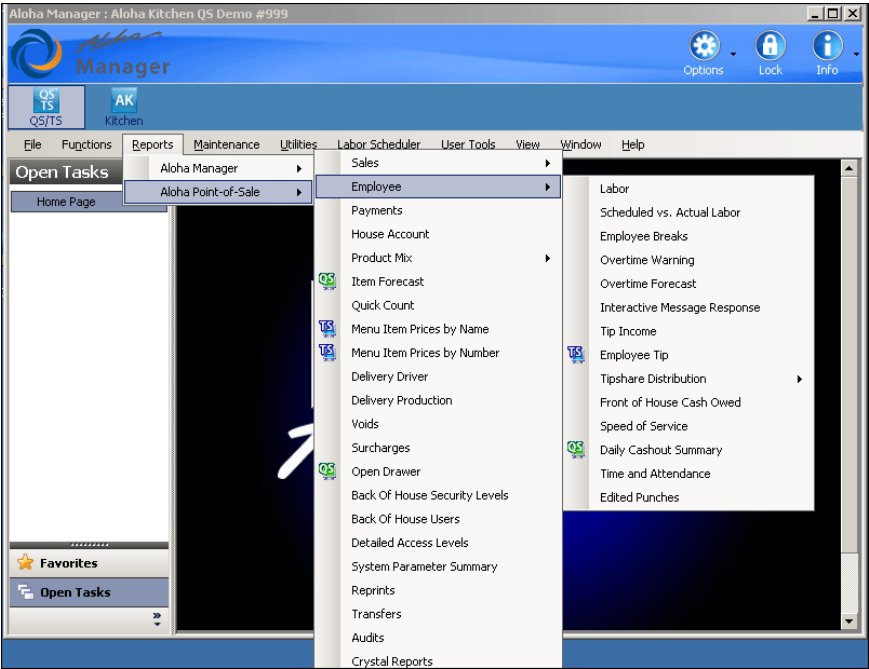 Aloha Manager : Aloha Kitchen QS Demo #999
Aloha
Manager
Options
Lock
Info
QS
TS
QS/TS
AK
Kitchen
File Functions Reports Maintenance Utilities Labor Scheduler User Tools View Window Help
Open Tasks
Home Page
Aloha Manager
Aloha Point-of-Sale
Sales
Employee
Payments
House Account
Product Mix
QS Item Forecast
Quick Count
TS Menu Item Prices by Name
TS Menu Item Prices by Number
Delivery Driver
Delivery Production
Voids
Surcharges
QS Open Drawer
Back Of House Security Levels
Back Of House Users
Detailed Access Levels
System Parameter Summary
Reprints
Transfers
Audits
Crystal Reports
Labor
Scheduled vs. Actual Labor
Employee Breaks
Overtime Warning
Overtime Forecast
Interactive Message Response
Tip Income
TS Employee Tip
Tipshare Distribution
Front of House Cash Owed
Speed of Service
QS Daily Cashout Summary
Time and Attendance
Edited Punches
Favorites
Open Tasks